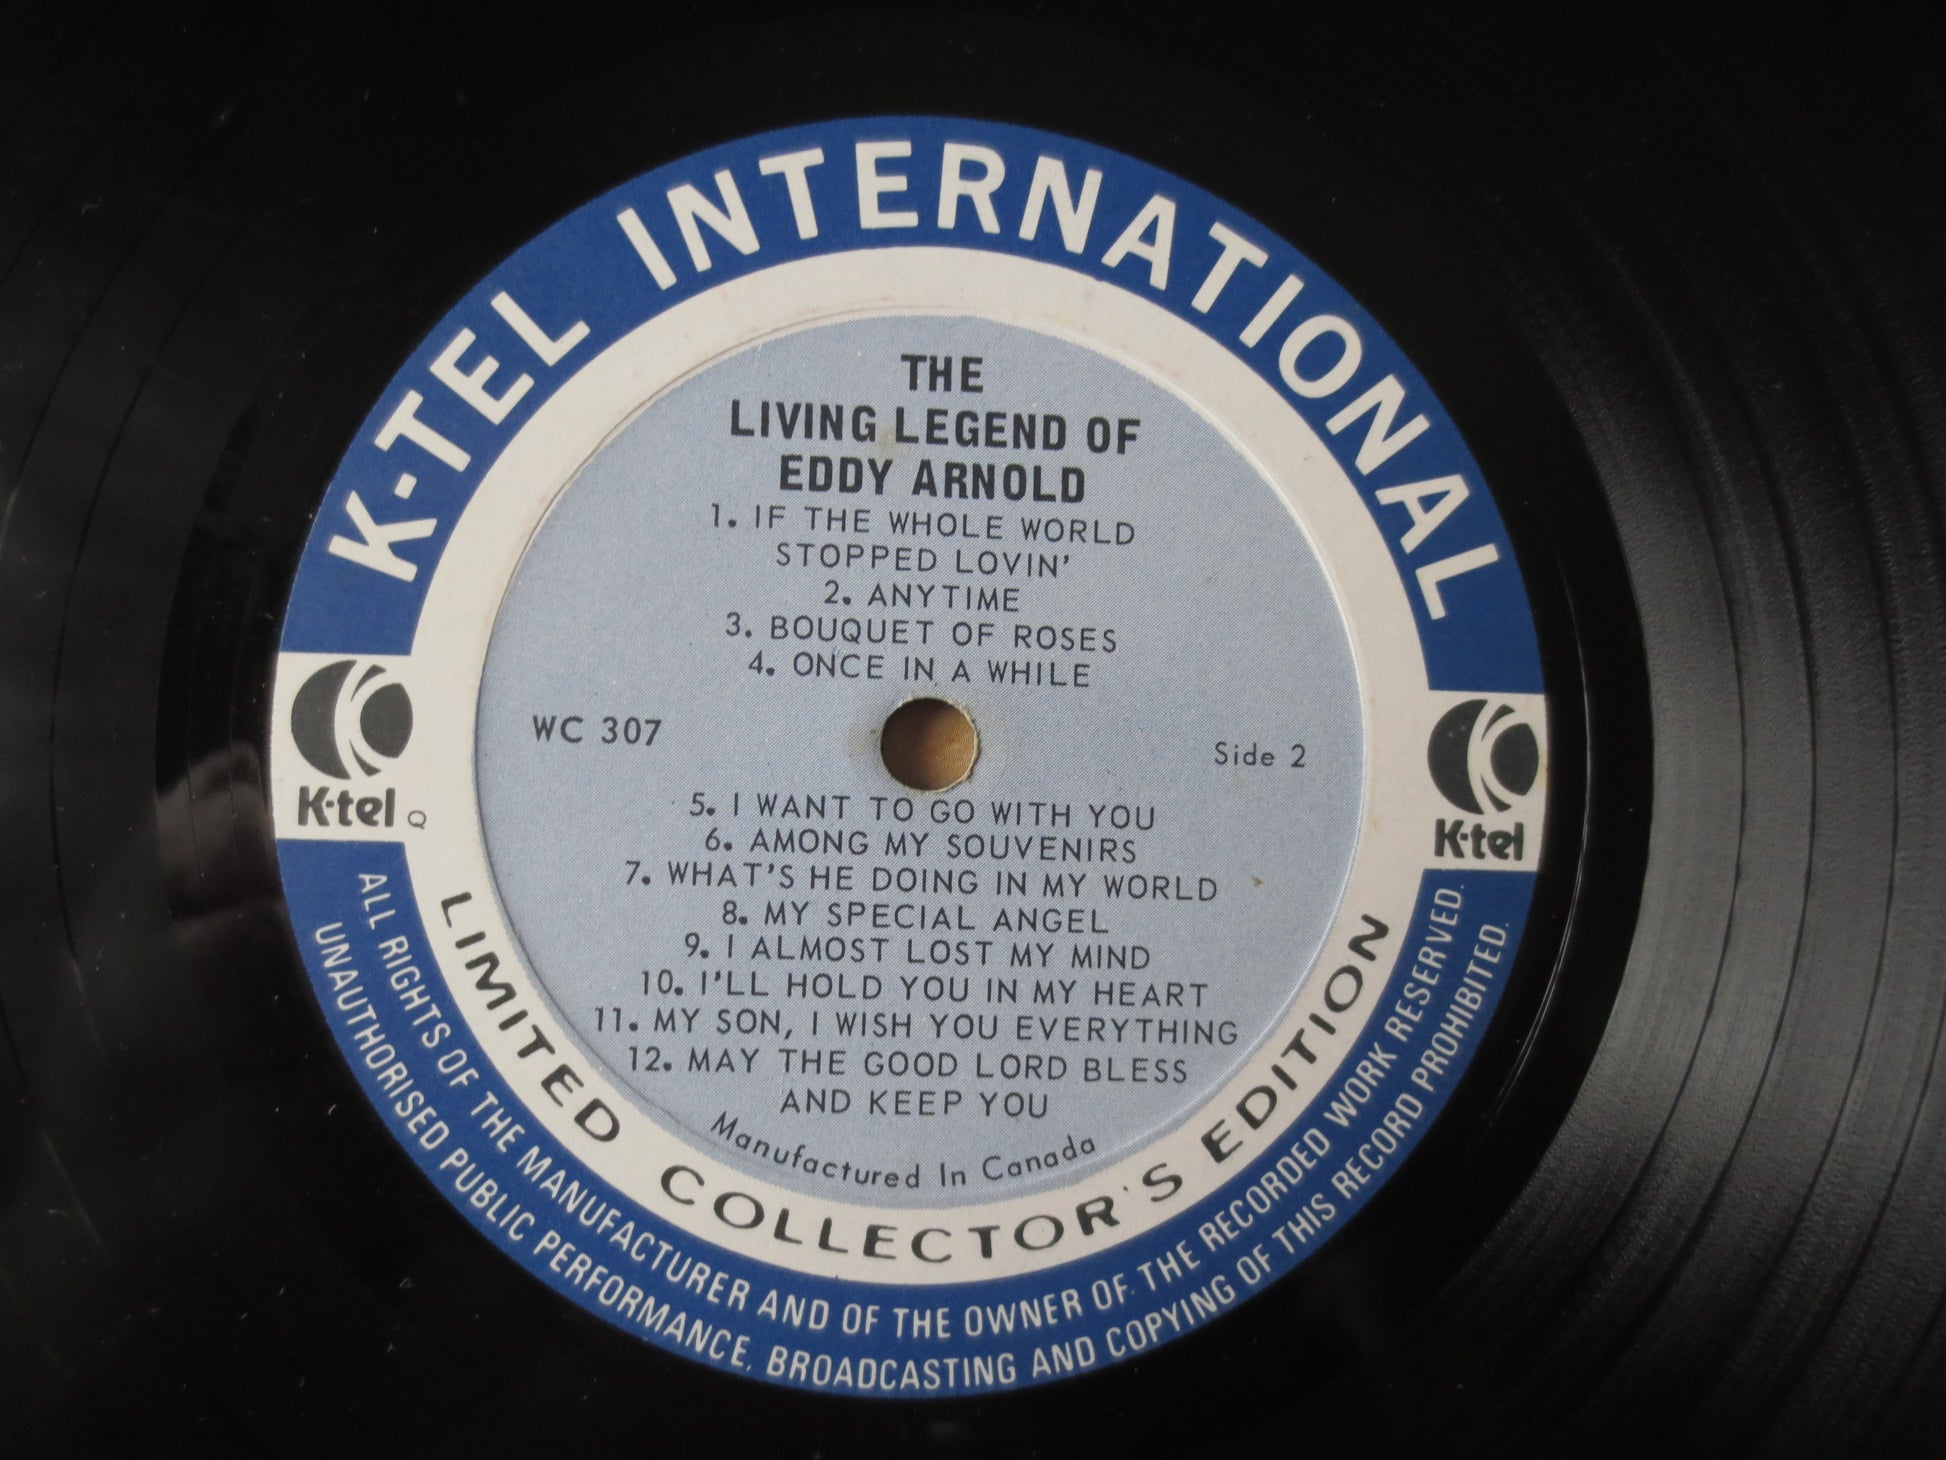 K-TEL INTERNATIONAL
THE
LIVING LEGEND OF
EDDY ARNOLD
1. IF THE WHOLE WORLD
STOPPED LOVIN'
2. ANYTIME
3. BOUQUET OF ROSES
4. ONCE IN A WHILE
WC 307
Side 2
K-tel Q
K-tel
5. I WANT TO GO WITH YOU
6. AMONG MY SOUVENIRS
7. WHAT'S HE DOING IN MY WORLD
8. MY SPECIAL ANGEL
9. I ALMOST LOST MY MIND
10. I'LL HOLD YOU IN MY HEART
11. MY SON, I WISH YOU EVERYTHING
12. MAY THE GOOD LORD BLESS
AND KEEP YOU
Manufactured In Canada
LIMITED COLLECTOR'S EDITION
ALL RIGHTS OF THE MANUFACTURER AND OF THE OWNER OF THE RECORDED WORK RESERVED.
UNAUTHORISED PUBLIC PERFORMANCE, BROADCASTING AND COPYING OF THIS RECORD PROHIBITED.